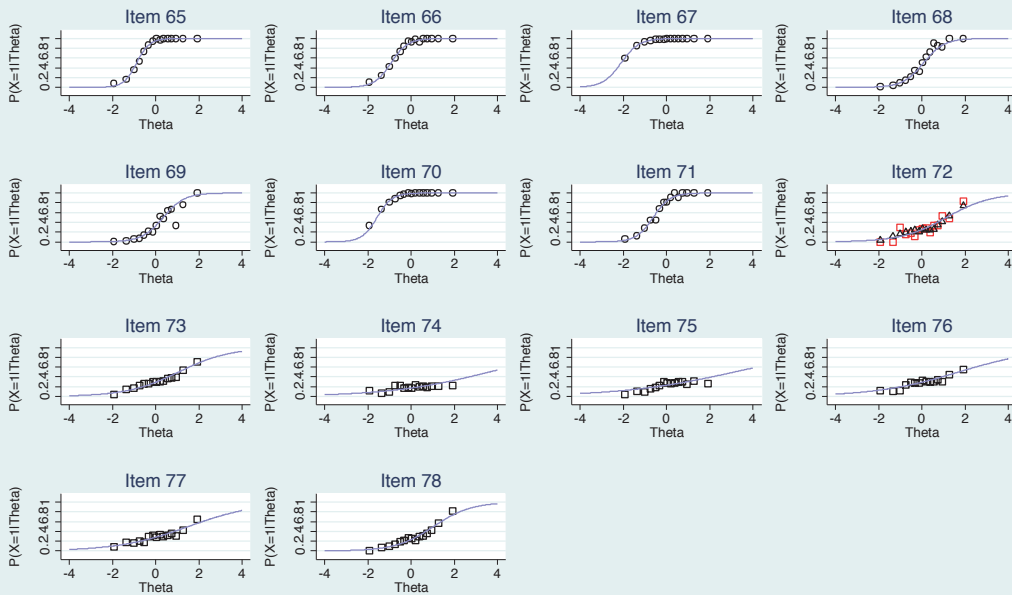 Item 65
P(X=1|Theta)
0.2.4.6.81
-4 -2 0 2 4
Theta
Item 66
P(X=1|Theta)
0.2.4.6.81
-4 -2 0 2 4
Theta
Item 67
P(X=1|Theta)
0.2.4.6.81
-4 -2 0 2 4
Theta
Item 68
P(X=1|Theta)
0.2.4.6.81
-4 -2 0 2 4
Theta
Item 69
P(X=1|Theta)
0.2.4.6.81
-4 -2 0 2 4
Theta
Item 70
P(X=1|Theta)
0.2.4.6.81
-4 -2 0 2 4
Theta
Item 71
P(X=1|Theta)
0.2.4.6.81
-4 -2 0 2 4
Theta
Item 72
P(X=1|Theta)
0.2.4.6.81
-4 -2 0 2 4
Theta
Item 73
P(X=1|Theta)
0.2.4.6.81
-4 -2 0 2 4
Theta
Item 74
P(X=1|Theta)
0.2.4.6.81
-4 -2 0 2 4
Theta
Item 75
P(X=1|Theta)
0.2.4.6.81
-4 -2 0 2 4
Theta
Item 76
P(X=1|Theta)
0.2.4.6.81
-4 -2 0 2 4
Theta
Item 77
P(X=1|Theta)
0.2.4.6.81
-4 -2 0 2 4
Theta
Item 78
P(X=1|Theta)
0.2.4.6.81
-4 -2 0 2 4
Theta